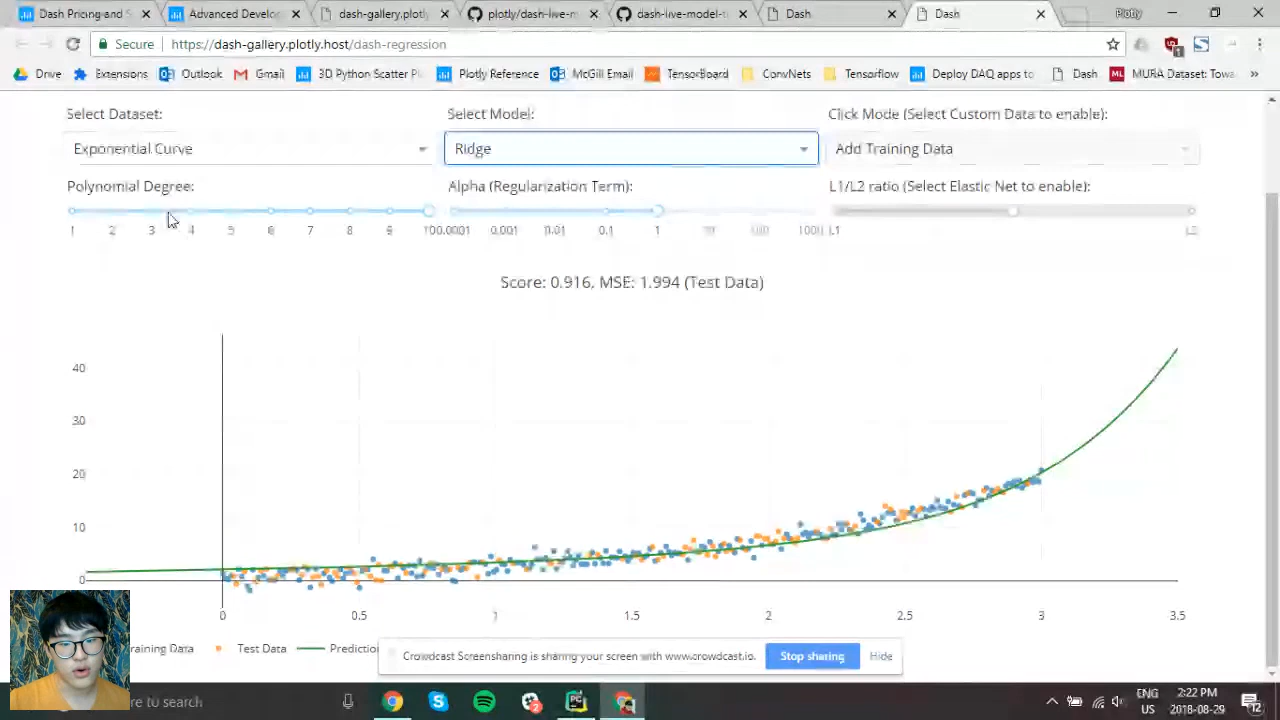 Dash Pricing and S
Advanced Develo
dash-gallery.plotly
plotly/dash-live-m
dash-live-model-t
Dash
Dash
Plotly
Secure
https://dash-gallery.plotly.host/dash-regression
Drive
Extensions
Outlook
Gmail
3D Python Scatter Pl
Plotly Reference
McGill Email
TensorBoard
ConvNets
Tensorflow
Deploy DAQ apps to
Dash
MURA Dataset: Towa
Select Dataset:
Select Model:
Click Mode (Select Custom Data to enable):
Exponential Curve
Ridge
Add Training Data
Polynomial Degree:
Alpha (Regularization Term):
L1/L2 ratio (Select Elastic Net to enable):
1 2 3 4 5 6 7 8 9 10
0.0001 0.001 0.01 0.1 1 10 100 1000
L1 L2
Score: 0.916, MSE: 1.994 (Test Data)
40
30
20
10
0
0 0.5 1 1.5 2 2.5 3 3.5
raining Data
Test Data
Prediction
Crowdcast Screensharing is sharing your screen with www.crowdcast.io.
Stop sharing
Hide
re to search
ENG
US
2:22 PM
2018-08-29